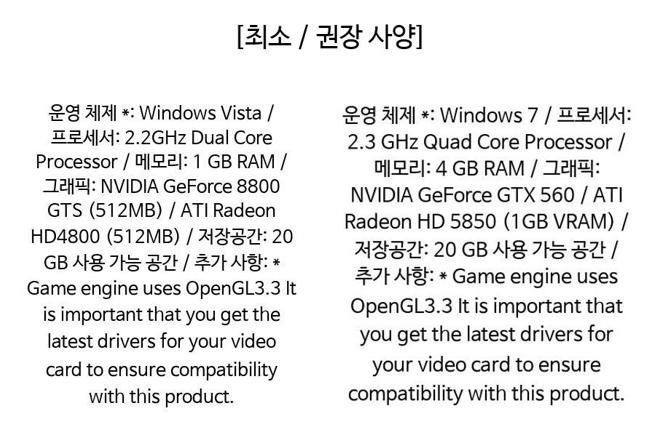 [최소 / 권장 사양]
운영 체제 *: Windows Vista /
프로세서: 2.2GHz Dual Core
Processor / 메모리: 1 GB RAM /
그래픽: NVIDIA GeForce 8800
GTS (512MB) / ATI Radeon
HD4800 (512MB) / 저장공간: 20
GB 사용 가능 공간 / 추가 사항: *
Game engine uses OpenGL3.3 It
is important that you get the
latest drivers for your video
card to ensure compatibility
with this product.
운영 체제 *: Windows 7 / 프로세서:
2.3 GHz Quad Core Processor /
메모리: 4 GB RAM / 그래픽:
NVIDIA GeForce GTX 560 / ATI
Radeon HD 5850 (1GB VRAM) /
저장공간: 20 GB 사용 가능 공간 /
추가 사항: * Game engine uses
OpenGL3.3 It is important that
you get the latest drivers for
your video card to ensure
compatibility with this product.